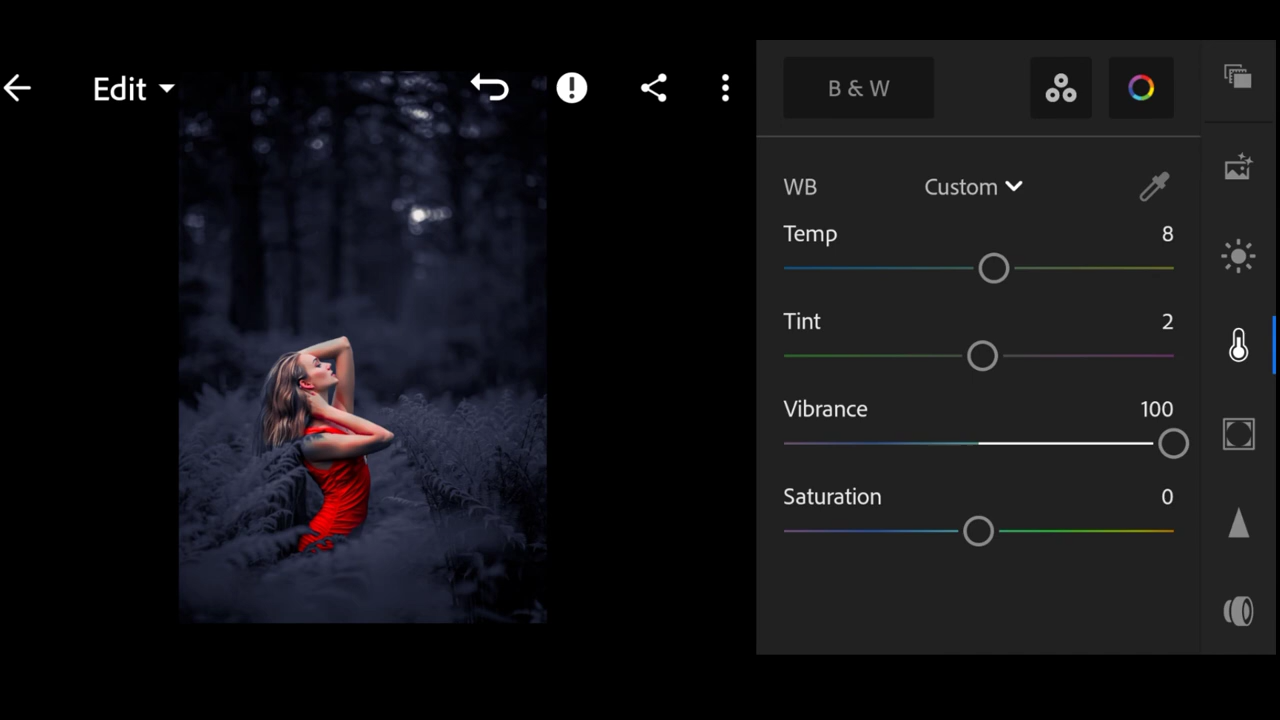 Edit
B & W
WB Custom
Temp 8
Tint 2
Vibrance 100
Saturation 0